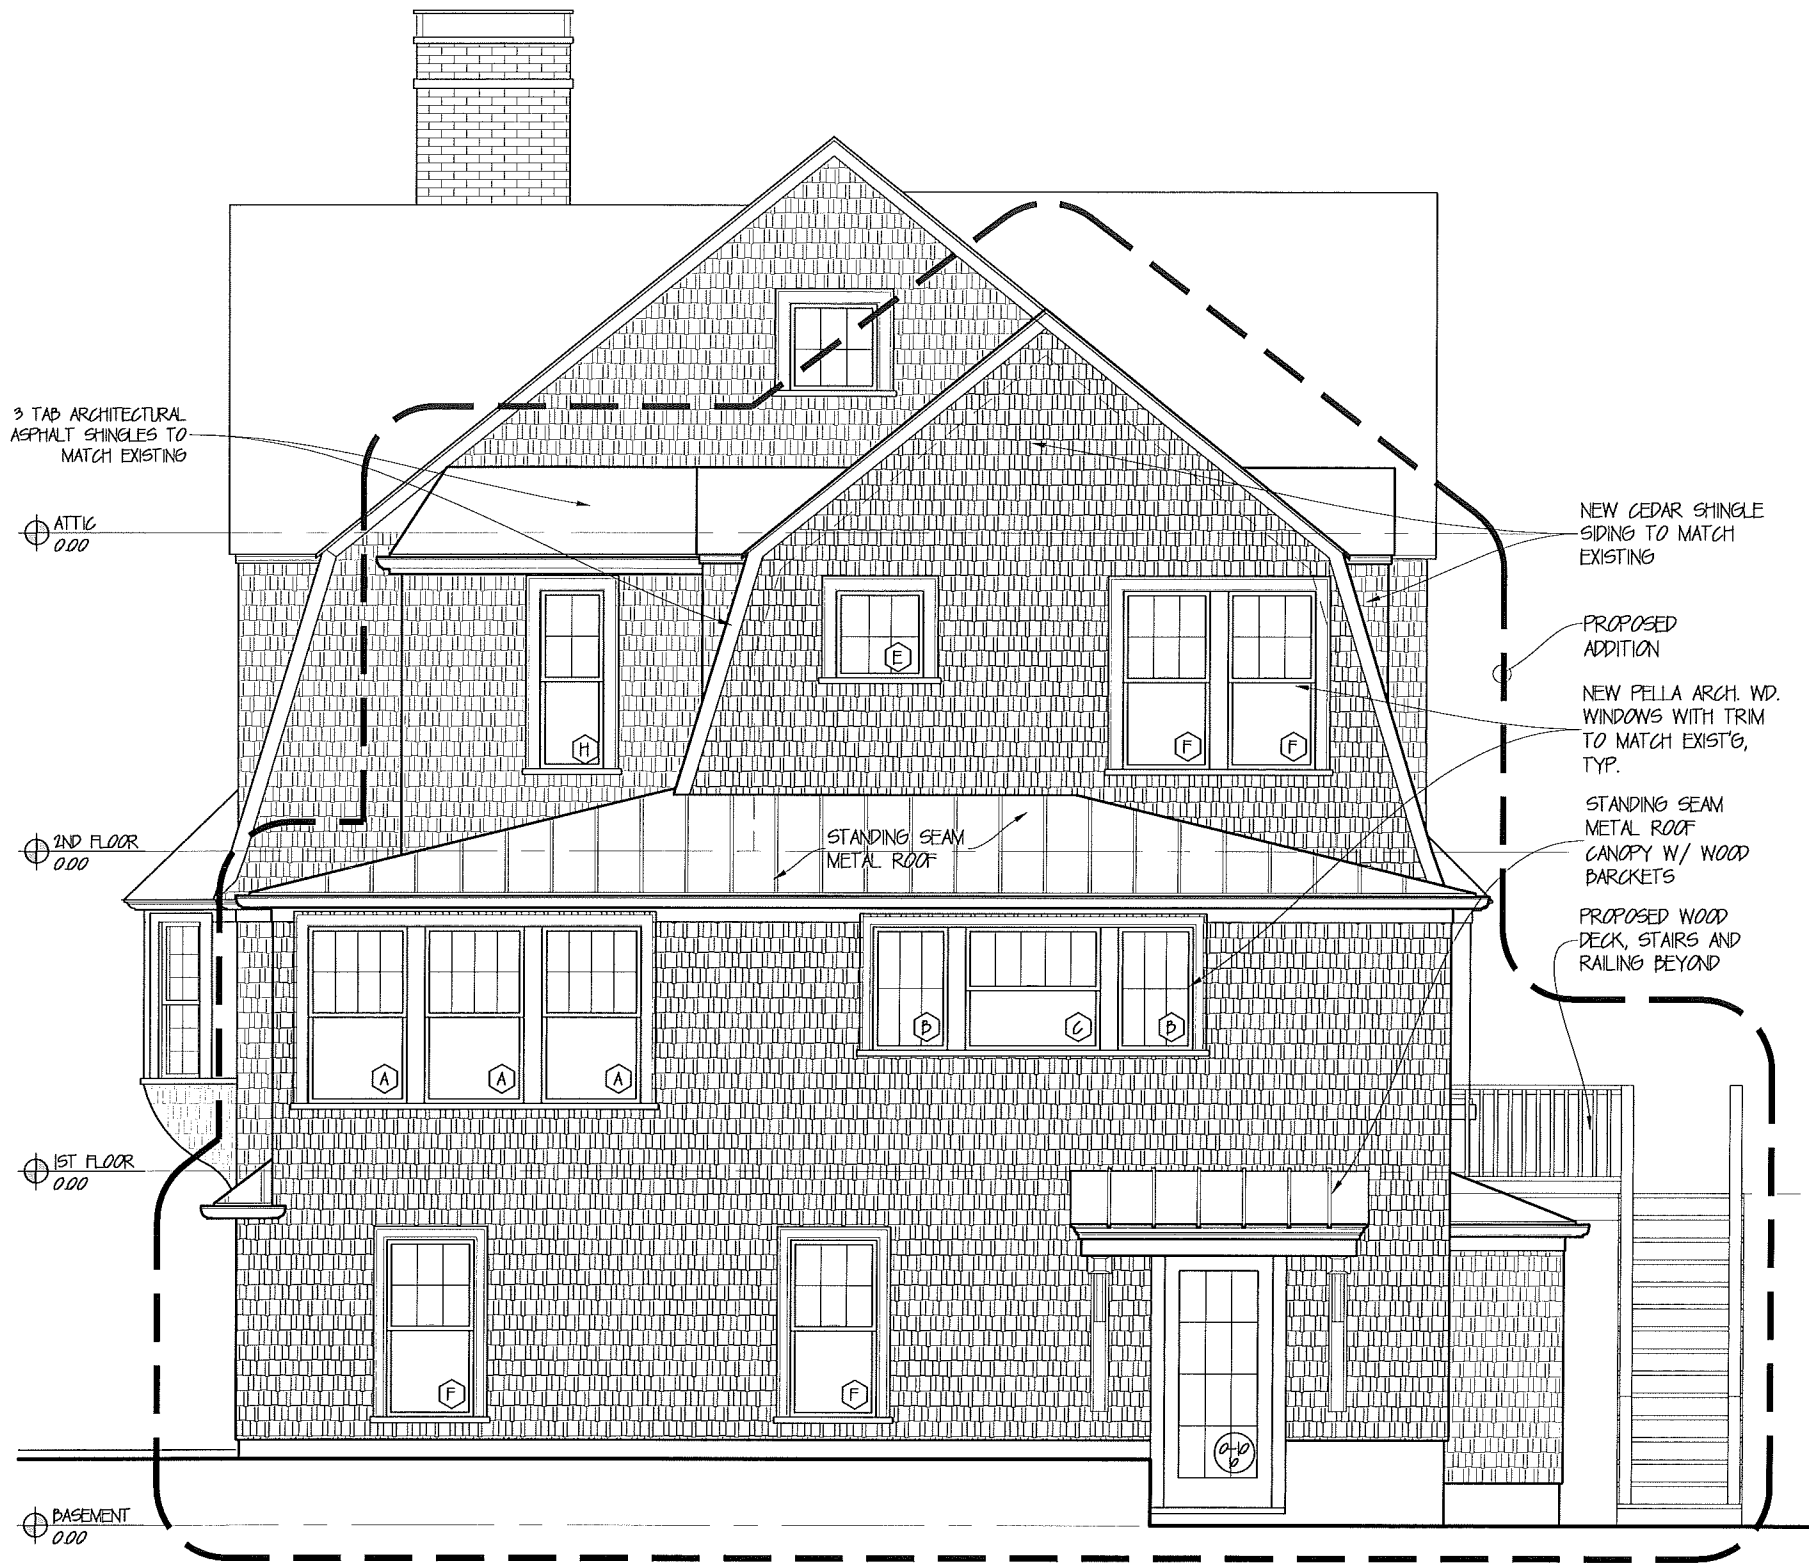 3 TAB ARCHITECTURAL
ASPHALT SHINGLES TO
MATCH EXISTING
ATTIC
0.00
NEW CEDAR SHINGLE
SIDING TO MATCH
EXISTING
PROPOSED
ADDITION
E
H
F
F
NEW PELLA ARCH. WD.
WINDOWS WITH TRIM
TO MATCH EXIST'G,
TYP.
2ND FLOOR
0.00
STANDING SEAM
METAL ROOF
STANDING SEAM
METAL ROOF
CANOPY W/ WOOD
BARCKETS
PROPOSED WOOD
DECK, STAIRS AND
RAILING BEYOND
B
C
B
A
A
A
1ST FLOOR
0.00
F
F
BASEMENT
0.00